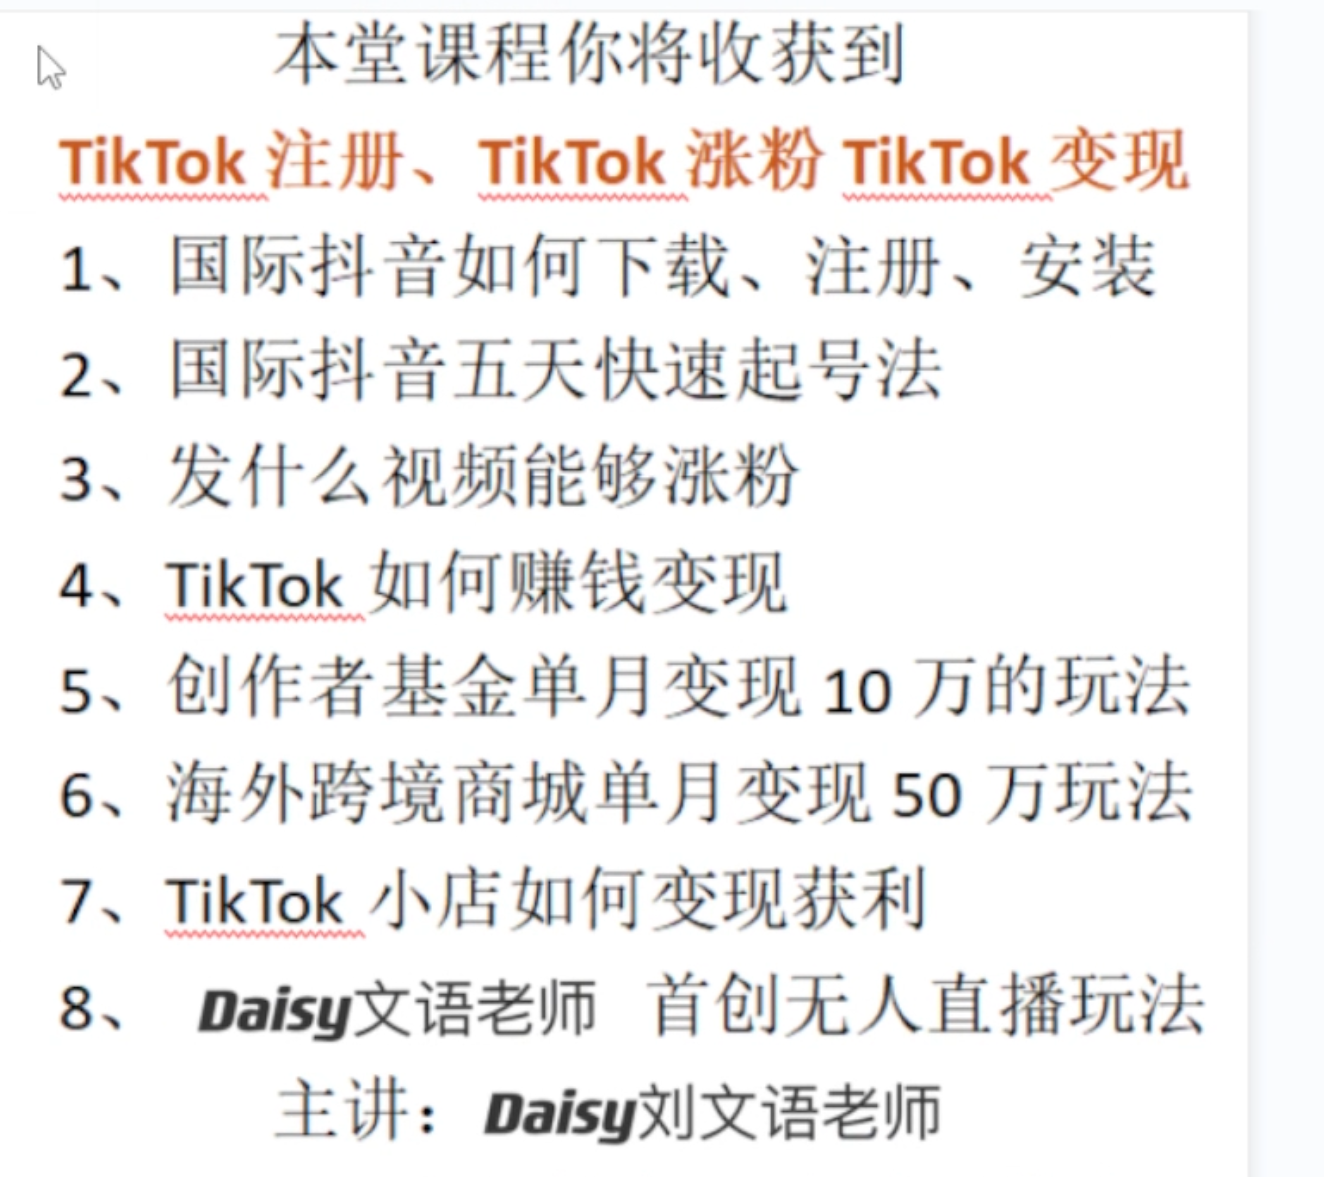 本堂课程你将收获到
TikTok 注册、TikTok 涨粉 TikTok 变现
1、国际抖音如何下载、注册、安装
2、国际抖音五天快速起号法
3、发什么视频能够涨粉
4、TikTok 如何赚钱变现
5、创作者基金单月变现 10 万的玩法
6、海外跨境商城单月变现 50 万玩法
7、TikTok 小店如何变现获利
8、 Daisy文语老师 首创无人直播玩法
主讲：Daisy刘文语老师